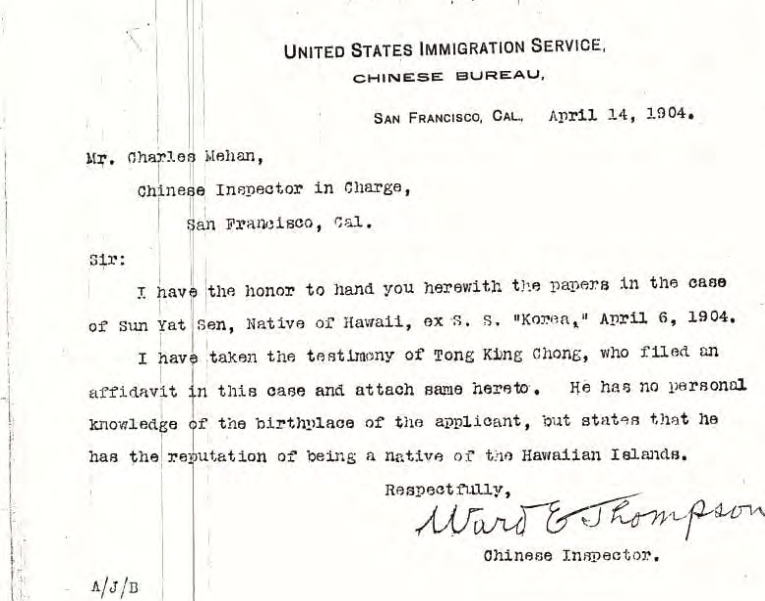 UNITED STATES IMMIGRATION SERVICE,
CHINESE BUREAU,
SAN FRANCISCO, CAL., April 14, 1904.
Mr. Charles Mehan,
Chinese Inspector in Charge,
San Francisco, Cal.
Sir:
I have the honor to hand you herewith the papers in the case
of Sun Yat Sen, Native of Hawaii, ex S. S. "Korea," April 6, 1904.
I have taken the testimony of Tong King Chong, who filed an
affidavit in this case and attach same hereto. He has no personal
knowledge of the birthplace of the applicant, but states that he
has the reputation of being a native of the Hawaiian Islands.
Respectfully,
Ward E Thompson
Chinese Inspector.
A/J/B